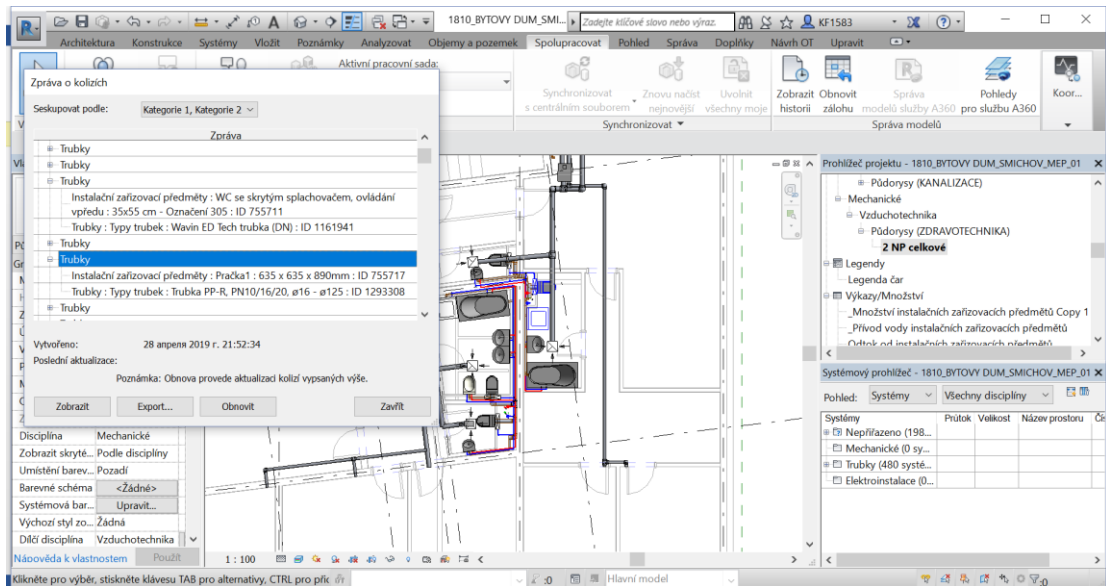 1810_BYTOVÝ DUM_SMI...
Zadejte klíčové slovo nebo výraz.
KF1583
Architektura Konstrukce Systémy Vložit Poznámky Analyzovat Objemy a pozemek Spolupracovat Pohled Správa Doplňky Návrh OT Upravit
Aktivní pracovní sada:
Synchronizovat
s centrálním souborem
Znovu načíst
nejnovější
Uvolnit
všechny moje
Zobrazit
historii
Obnovit
zálohu
Správa
modelů služby A360
Pohledy
pro službu A360
Koor...
Synchronizovat
Správa modelů
Zpráva o kolizích
Seskupovat podle: Kategorie 1, Kategorie 2
Zpráva
Trubky
Trubky
Trubky
Instalační zařizovací předměty : WC se skrytým splachovačem, ovládání
vpředu : 35x55 cm - Označení 305 : ID 755711
Trubky : Typy trubek : Wavin ED Tech trubka (DN) : ID 1161941
Trubky
Trubky
Instalační zařizovací předměty : Pračka1 : 635 x 635 x 890mm : ID 755717
Trubky : Typy trubek : Trubka PP-R, PN10/16/20, ø16 - ø125 : ID 1293308
Trubky
Vytvořeno: 28 апреля 2019 г. 21:52:34
Poslední aktualizace:
Poznámka: Obnova provede aktualizaci kolizí vypsaných výše.
Zobrazit Export... Obnovit Zavřít
Disciplína Mechanické
Zobrazit skryté... Podle disciplíny
Umístění barev... Pozadí
Barevné schéma <Žádné>
Systémová bar... Upravit...
Výchozí styl zo... Žádná
Dílčí disciplína Vzduchotechnika
Nápověda k vlastnostem Použít
1 : 100
Prohlížeč projektu - 1810_BYTOVY DUM_SMICHOV_MEP_01
Půdorysy (KANALIZACE)
Mechanické
Vzduchotechnika
Půdorysy (ZDRAVOTECHNIKA)
2 NP celkové
Legendy
Legenda čar
Výkazy/Množství
_Množství instalačních zařizovacích předmětů Copy 1
_Přívod vody instalačních zařizovacích předmětů
Odtok od instalačních zařizovacích předmětů
Systémový prohlížeč - 1810_BYTOVY DUM_SMICHOV_MEP_01
Pohled: Systémy Všechny disciplíny
Systémy Průtok Velikost Název prostoru
Nepřiřazeno (198...
Mechanické (0 sy...
Trubky (480 systé...
Elektroinstalace (0...
Klikněte pro výběr, stiskněte klávesu TAB pro alternativy, CTRL pro přic
:0 Hlavní model :0